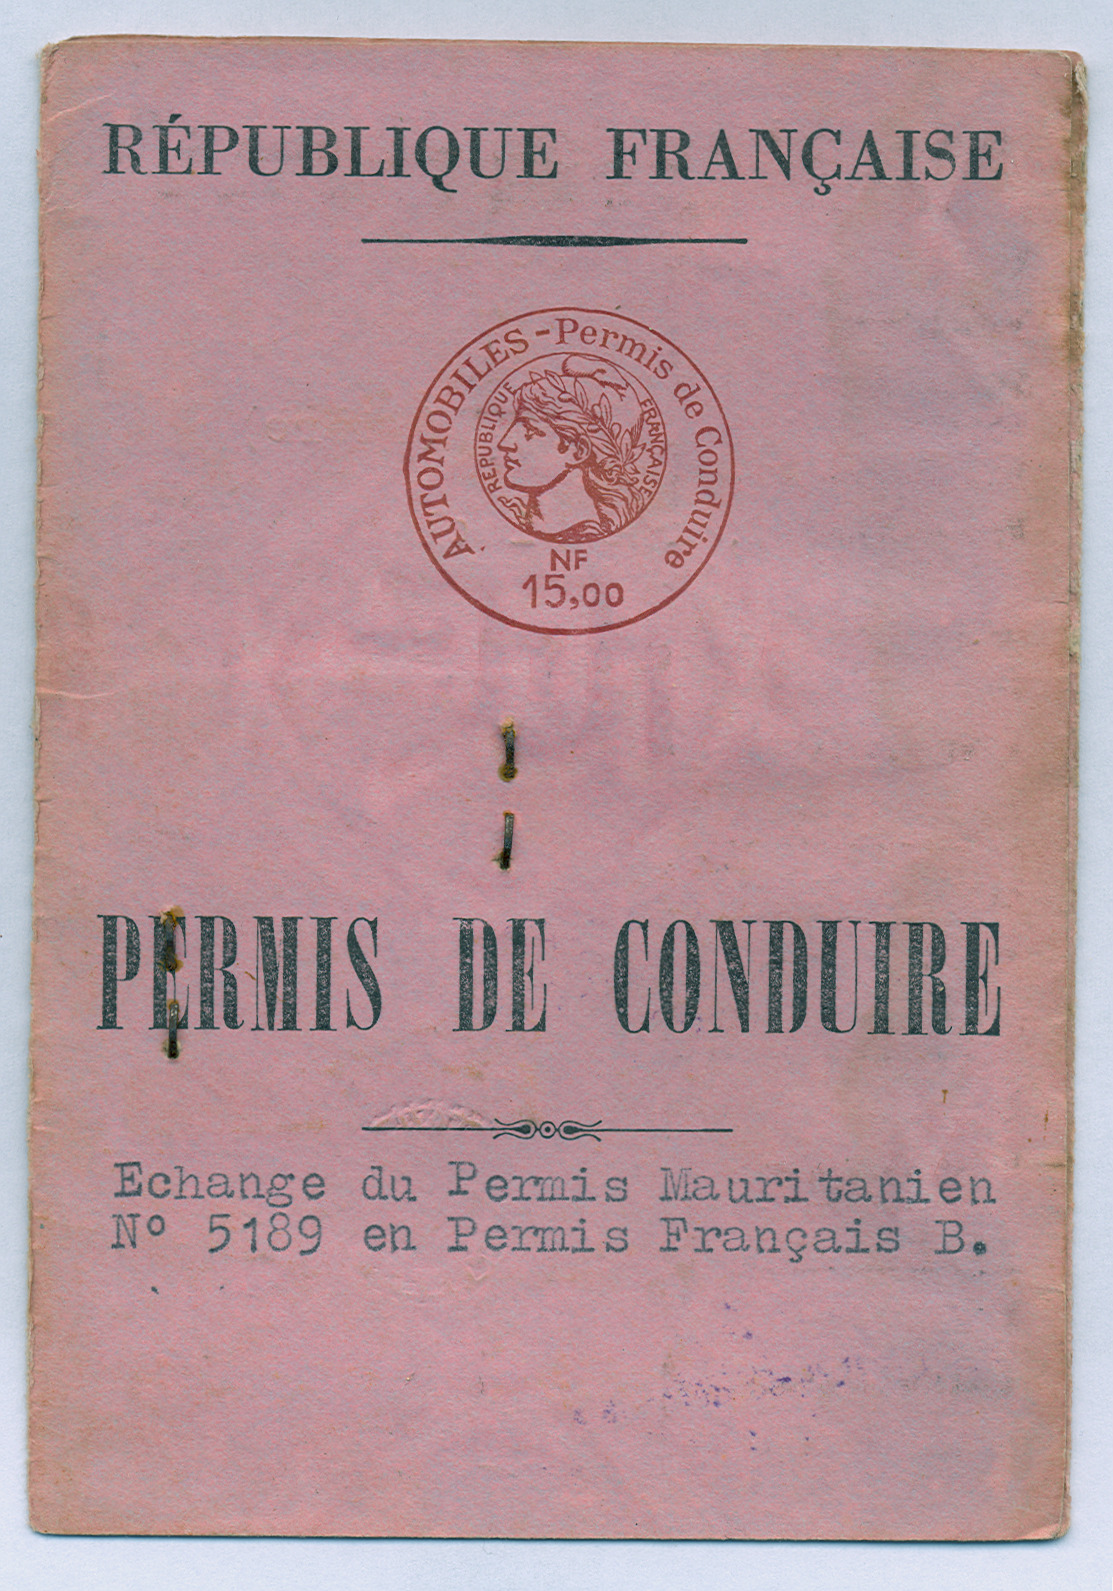 RÉPUBLIQUE FRANÇAISE
AUTOMOBILES - Permis de Conduire
RÉPUBLIQUE FRANÇAISE
NF
15,00
PERMIS DE CONDUIRE
Echange du Permis Mauritanien
Nº 5189 en Permis Français B.